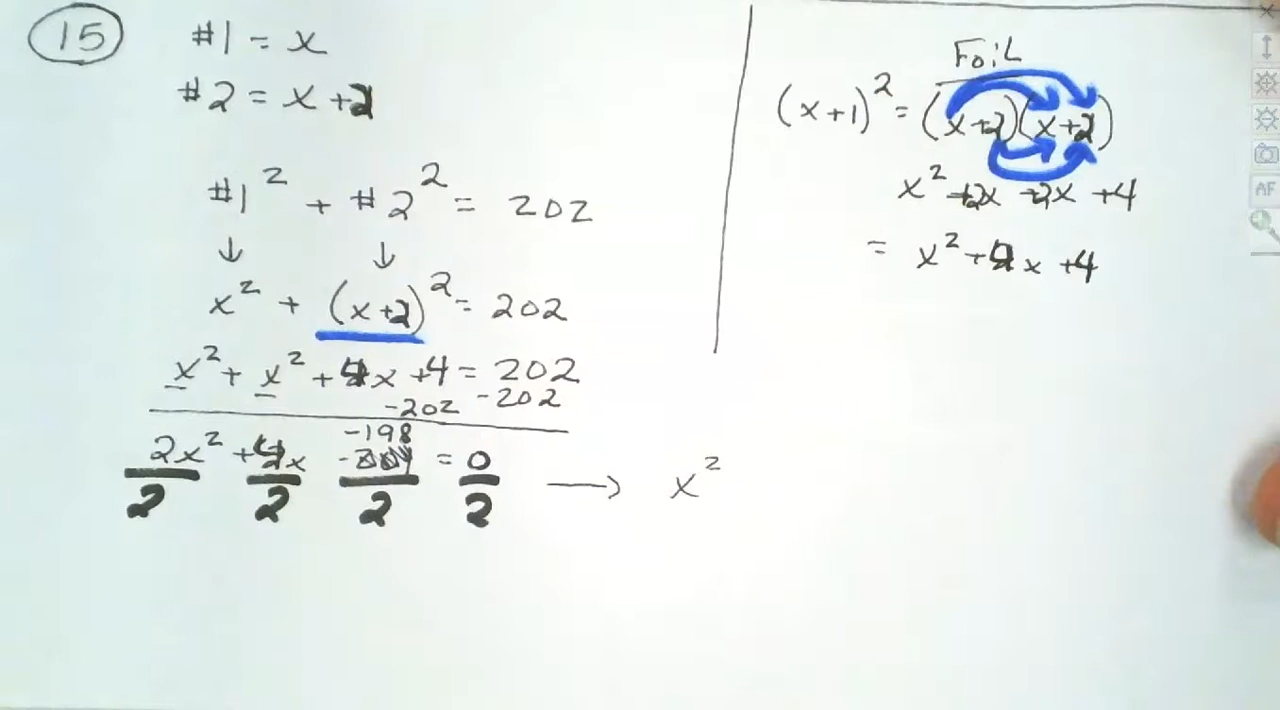 15
#1 = x
#2 = x + 2
#1² + #2² = 202
↓ ↓
x² + (x+2)² = 202
x² + x² + 4x + 4 = 202
-202 -202
-198
2x² + 4x = 0
2 2 2 2
→ x²
FOiL
(x+1)² = (x+2)(x+2)
x² +2x +2x +4
= x² + 4x + 4
AF